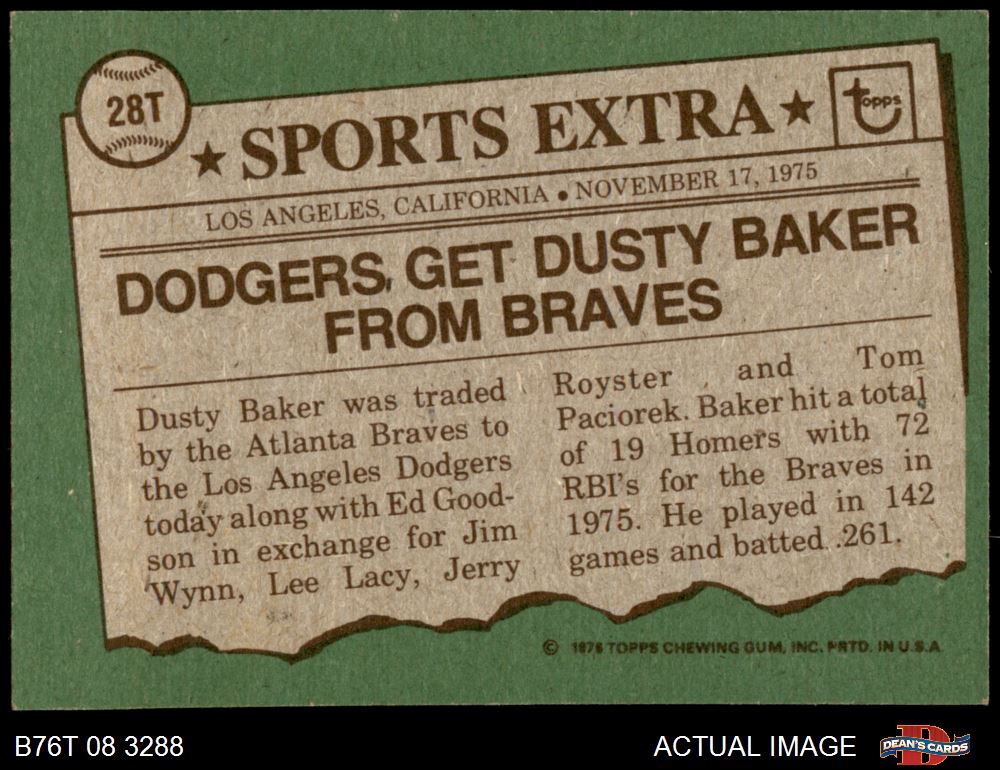 28T
★ SPORTS EXTRA ★
Topps
LOS ANGELES, CALIFORNIA • NOVEMBER 17, 1975
DODGERS GET DUSTY BAKER
FROM BRAVES
Dusty Baker was traded
by the Atlanta Braves to
the Los Angeles Dodgers
today along with Ed Good-
son in exchange for Jim
Wynn, Lee Lacy, Jerry
Royster and Tom
Paciorek. Baker hit a total
of 19 Homers with 72
RBI's for the Braves in
1975. He played in 142
games and batted .261.
© 1976 TOPPS CHEWING GUM, INC. PRTD. IN U.S.A
B76T 08 3288
ACTUAL IMAGE
D
DEAN'S CARDS